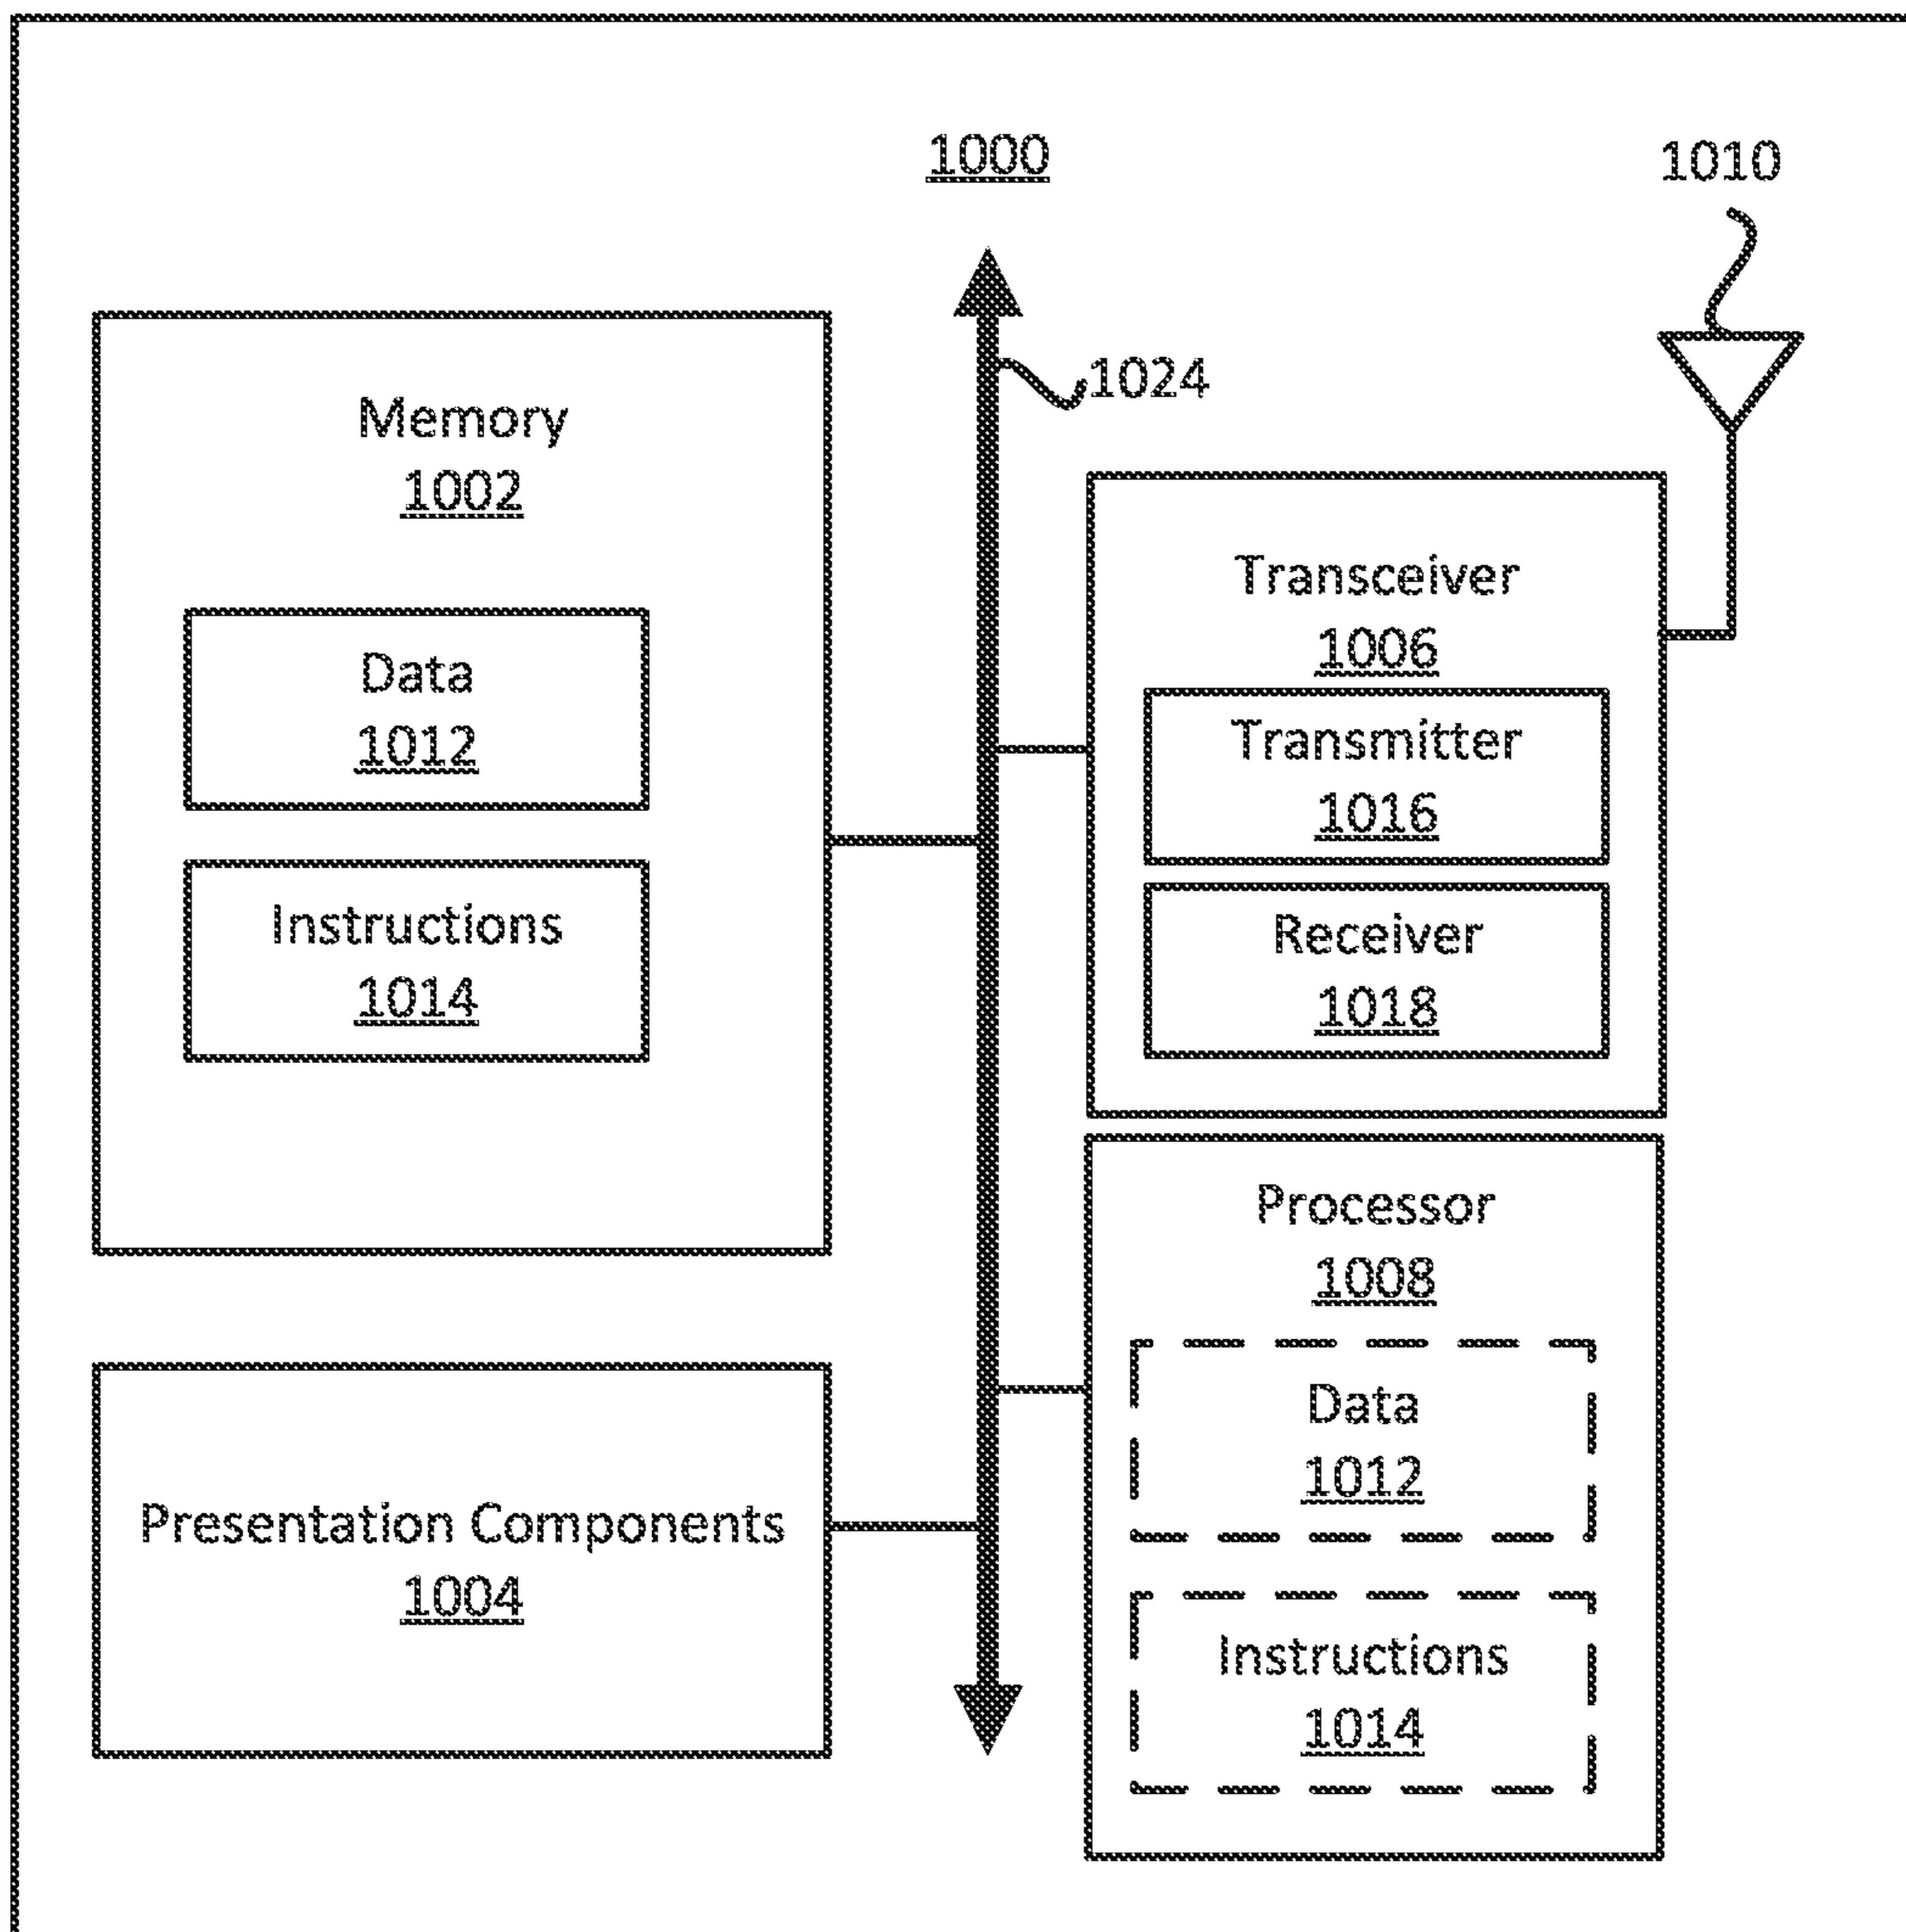 1000
1010
1024
Memory
1002
Data
1012
Instructions
1014
Transceiver
1006
Transmitter
1016
Receiver
1018
Presentation Components
1004
Processor
1008
Data
1012
Instructions
1014